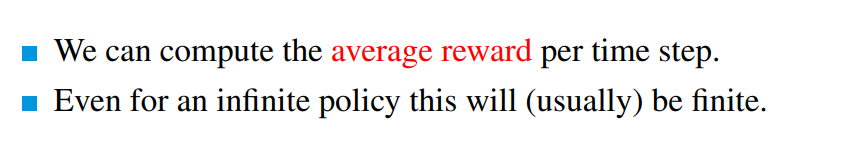 We can compute the average reward per time step.
Even for an infinite policy this will (usually) be finite.